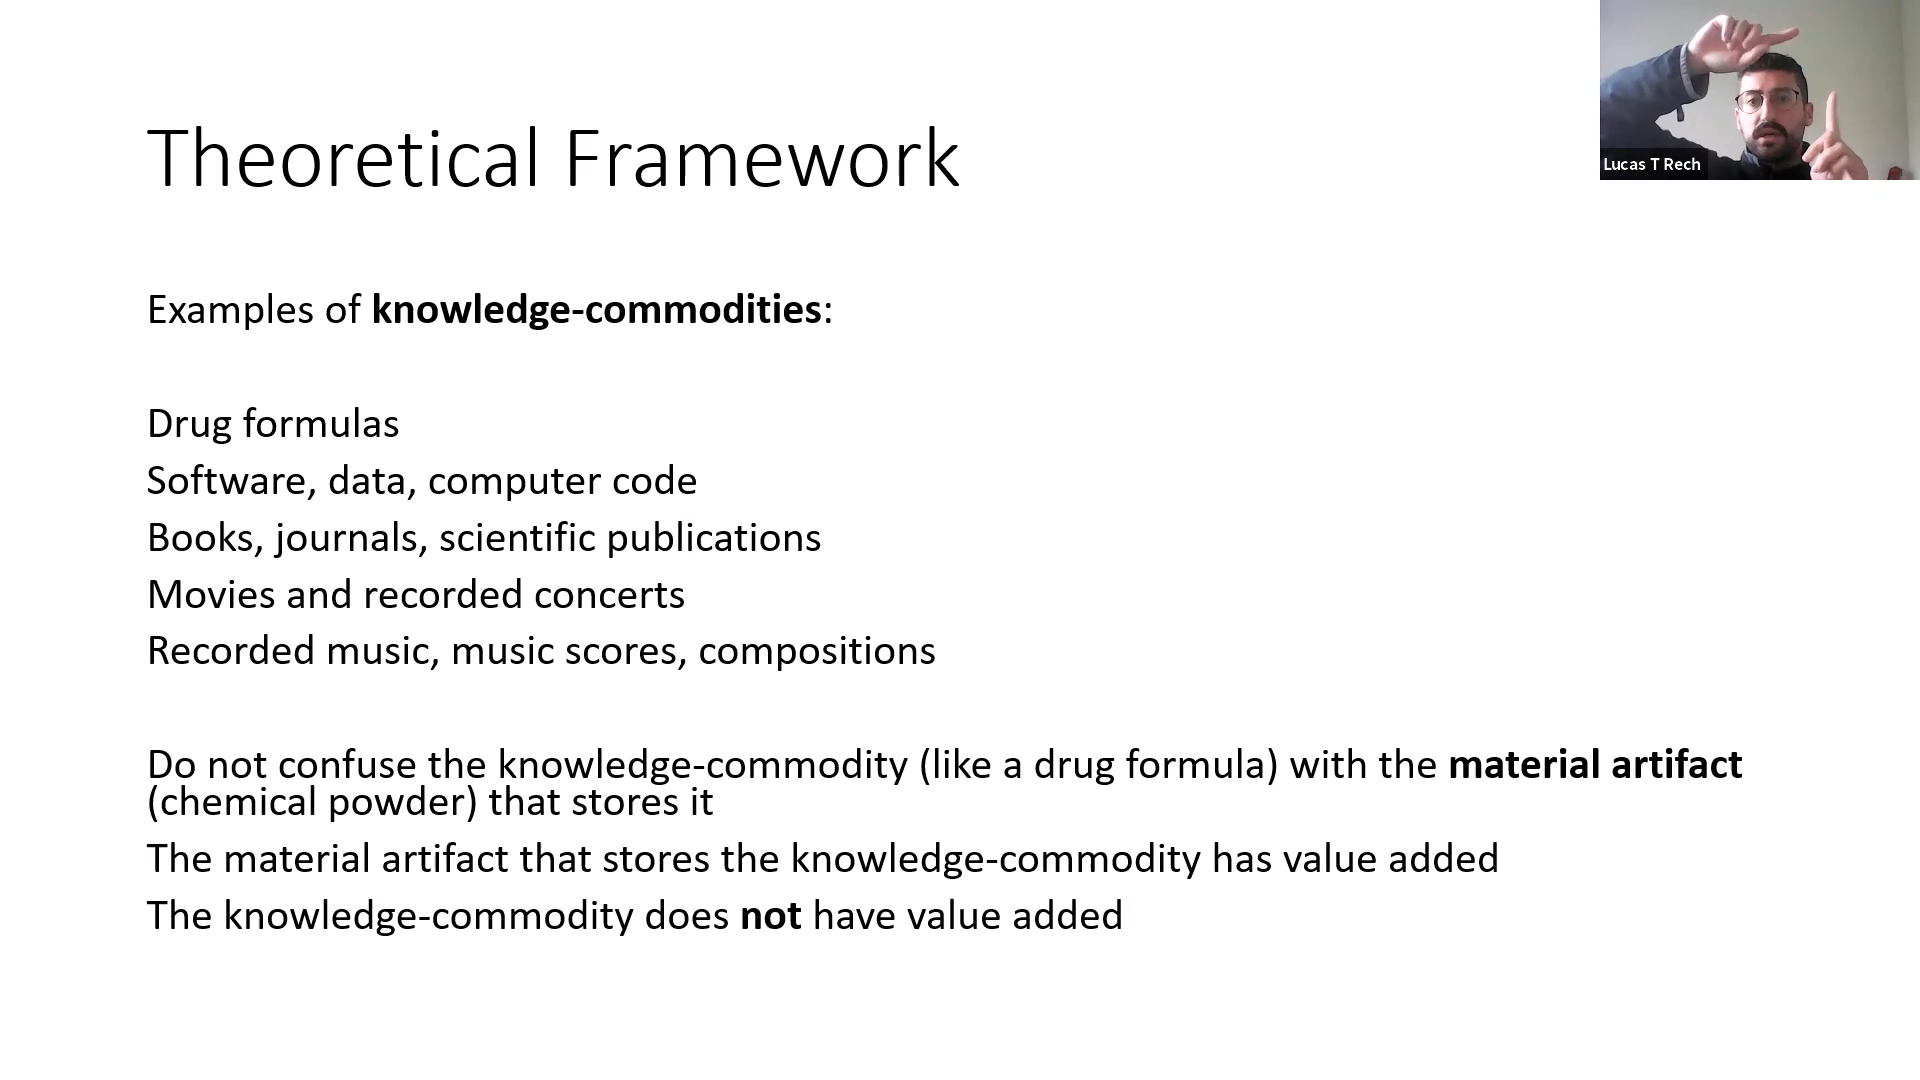 Lucas T Rech
Theoretical Framework
Examples of knowledge-commodities:
Drug formulas
Software, data, computer code
Books, journals, scientific publications
Movies and recorded concerts
Recorded music, music scores, compositions
Do not confuse the knowledge-commodity (like a drug formula) with the material artifact
(chemical powder) that stores it
The material artifact that stores the knowledge-commodity has value added
The knowledge-commodity does not have value added